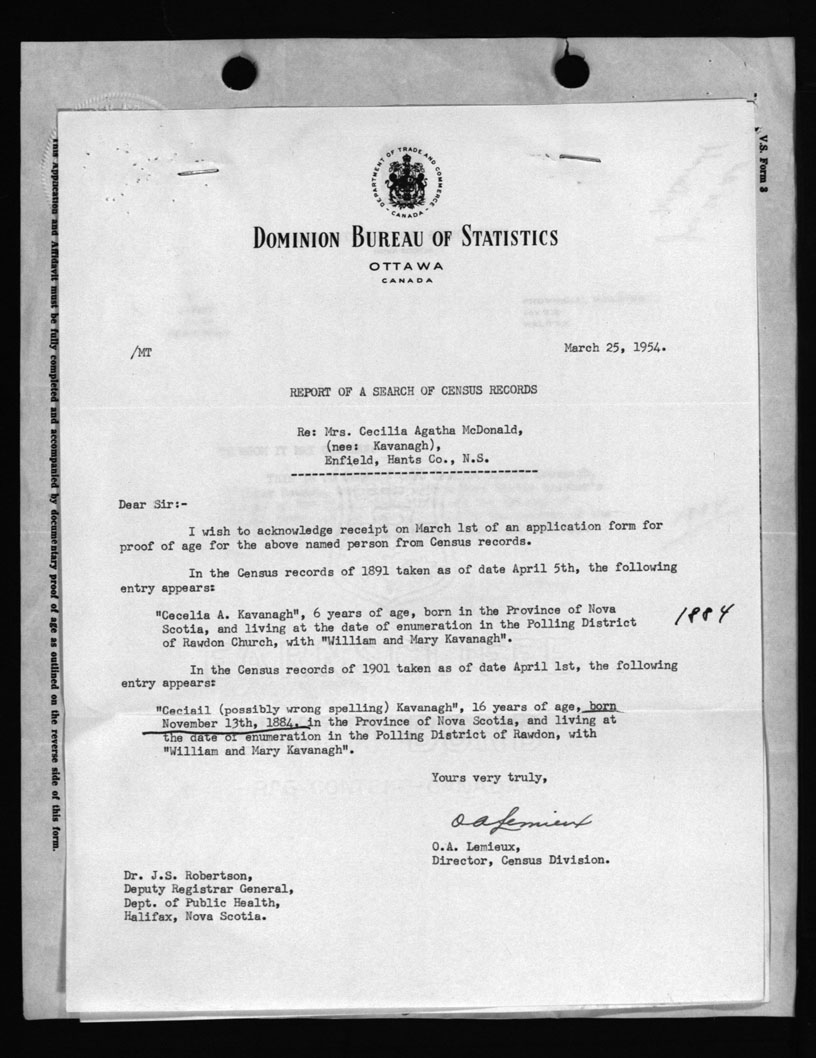 DEPARTMENT OF TRADE AND COMMERCE
- CANADA -
DOMINION BUREAU OF STATISTICS
OTTAWA
CANADA
/MT
March 25, 1954.
REPORT OF A SEARCH OF CENSUS RECORDS
Re: Mrs. Cecilia Agatha McDonald,
(nee: Kavanagh),
Enfield, Hants Co., N.S.
Dear Sir:-
I wish to acknowledge receipt on March 1st of an application form for
proof of age for the above named person from Census records.
In the Census records of 1891 taken as of date April 5th, the following
entry appears:
"Cecelia A. Kavanagh", 6 years of age, born in the Province of Nova
Scotia, and living at the date of enumeration in the Polling District
of Rawdon Church, with "William and Mary Kavanagh".
1884
In the Census records of 1901 taken as of date April 1st, the following
entry appears:
"Ceciail (possibly wrong spelling) Kavanagh", 16 years of age, born
November 13th, 1884, in the Province of Nova Scotia, and living at
the date of enumeration in the Polling District of Rawdon, with
"William and Mary Kavanagh".
Yours very truly,
O A Lemieux
O.A. Lemieux,
Director, Census Division.
Dr. J.S. Robertson,
Deputy Registrar General,
Dept. of Public Health,
Halifax, Nova Scotia.
This Application and Affidavit must be fully completed and accompanied by documentary proof of age as outlined on the reverse side of this form.
V.S. Form 3